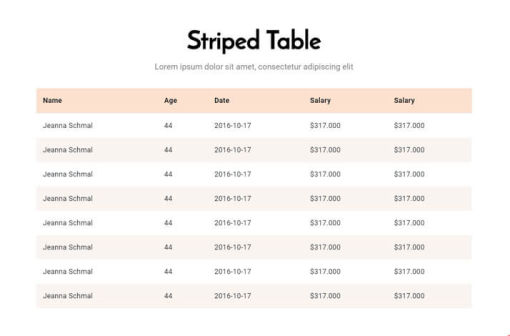 Striped Table
Lorem ipsum dolor sit amet, consectetur adipiscing elit
Name Age Date Salary Salary
Jeanna Schmal 44 2016-10-17 $317.000 $317.000
Jeanna Schmal 44 2016-10-17 $317.000 $317.000
Jeanna Schmal 44 2016-10-17 $317.000 $317.000
Jeanna Schmal 44 2016-10-17 $317.000 $317.000
Jeanna Schmal 44 2016-10-17 $317.000 $317.000
Jeanna Schmal 44 2016-10-17 $317.000 $317.000
Jeanna Schmal 44 2016-10-17 $317.000 $317.000
Jeanna Schmal 44 2016-10-17 $317.000 $317.000